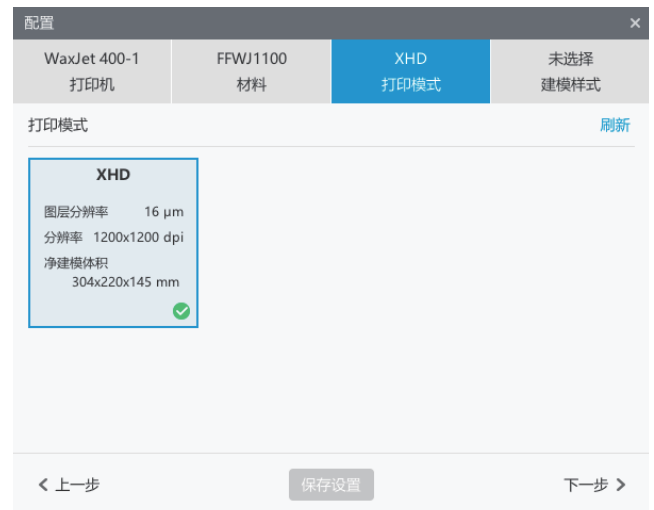 配置
WaxJet 400-1
打印机
FFWJ1100
材料
XHD
打印模式
未选择
建模样式
打印模式
刷新
XHD
图层分辨率 16 μm
分辨率 1200x1200 dpi
净建模体积
304x220x145 mm
上一步
保存设置
下一步